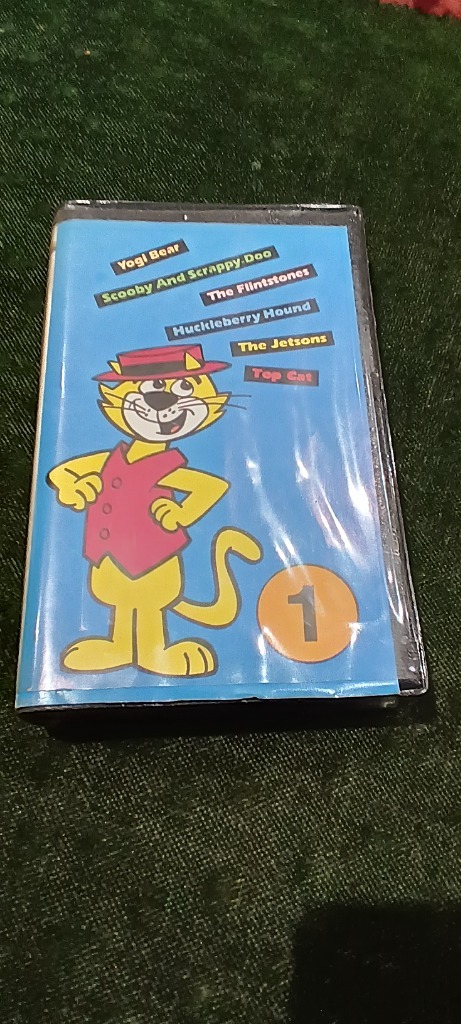 Yogi Bear
Scooby And Scrappy.Doo
The Flintstones
Huckleberry Hound
The Jetsons
Top Cat
1